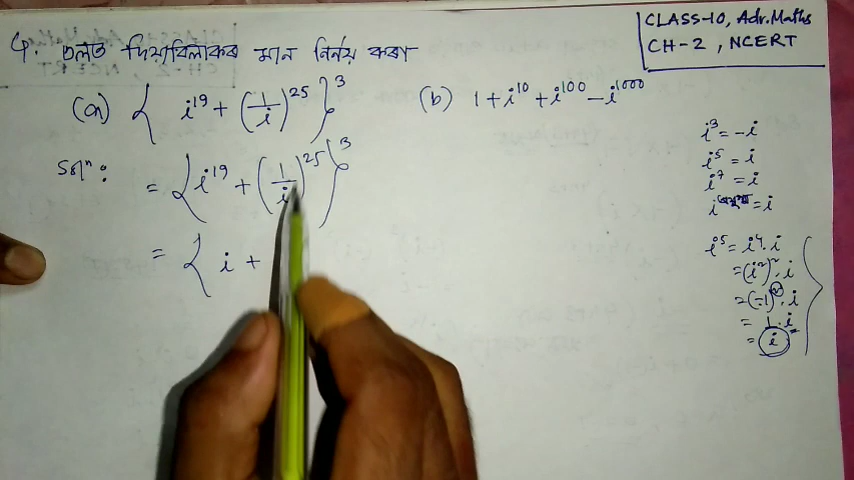 CLASS-10, Adv. Maths
CH-2, NCERT
Q. তলত দিয়াবিলাকৰ মান নিৰ্নয় কৰা
(a) { i¹⁹ + (1/i)²⁵ }³ (b) 1 + i¹⁰ + i¹⁰⁰ - i¹⁰⁰⁰
Solⁿ: = { i¹⁹ + (1/i)²⁵ }³
= { i +
i³ = -i
i⁵ = i
i⁷ = i
= i
i⁵ = i⁴ · i
= (i²)² · i
= (-1)² · i
= 1 · i
= i